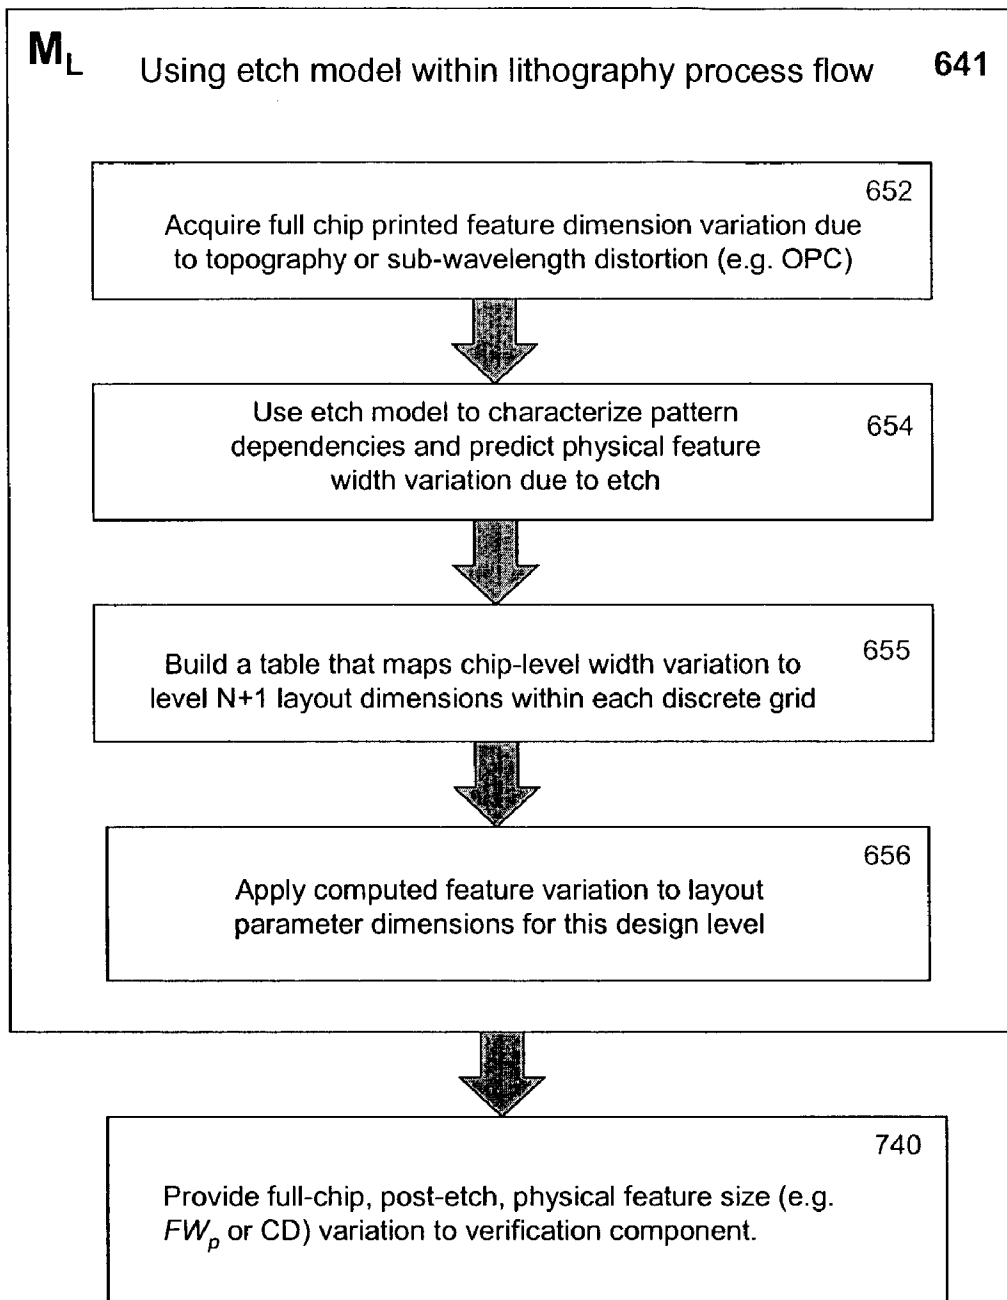 M_L Using etch model within lithography process flow 641
652
Acquire full chip printed feature dimension variation due
to topography or sub-wavelength distortion (e.g. OPC)
Use etch model to characterize pattern
654
dependencies and predict physical feature
width variation due to etch
655
Build a table that maps chip-level width variation to
level N+1 layout dimensions within each discrete grid
656
Apply computed feature variation to layout
parameter dimensions for this design level
740
Provide full-chip, post-etch, physical feature size (e.g.
FW_p or CD) variation to verification component.